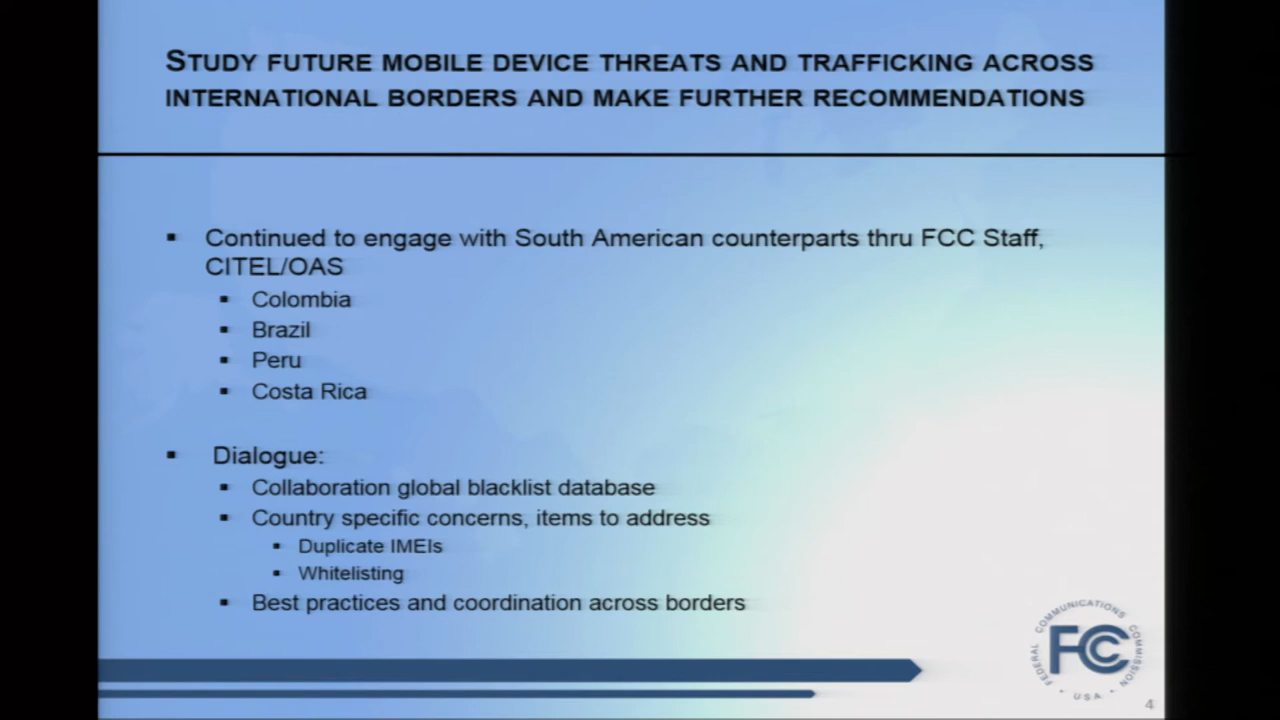 STUDY FUTURE MOBILE DEVICE THREATS AND TRAFFICKING ACROSS
INTERNATIONAL BORDERS AND MAKE FURTHER RECOMMENDATIONS
▪ Continued to engage with South American counterparts thru FCC Staff,
CITEL/OAS
▪ Colombia
▪ Brazil
▪ Peru
▪ Costa Rica
▪ Dialogue:
▪ Collaboration global blacklist database
▪ Country specific concerns, items to address
▪ Duplicate IMEIs
▪ Whitelisting
▪ Best practices and coordination across borders
FEDERAL COMMUNICATIONS COMMISSION
FCC
• USA •
4